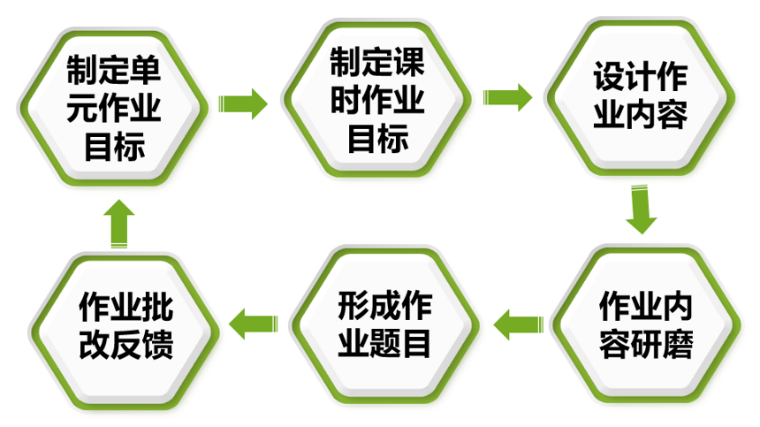 制定单
元作业
目标
制定课
时作业
目标
设计作
业内容
作业内
容研磨
形成作
业题目
作业批
改反馈